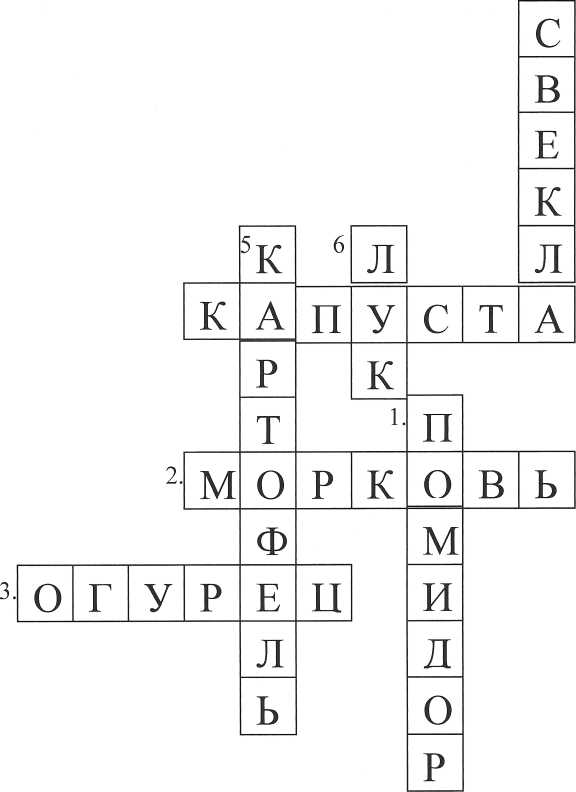 С
В
Е
К
5 К 6 Л Л
К А П У С Т А
Р К
Т 1. П
2. М О Р К О В Ь
Ф М
3. О Г У Р Е Ц И
Л Д
Ь О
Р